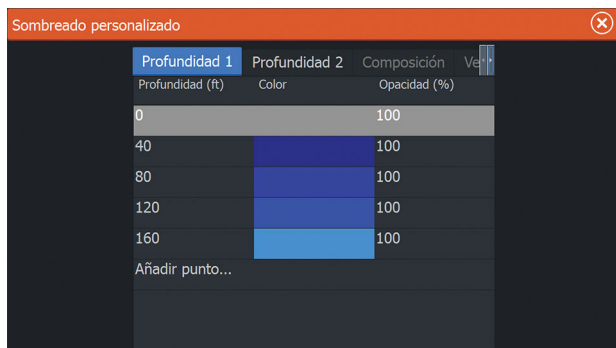 Sombreado personalizado
Profundidad 1 Profundidad 2 Composición Ve
Profundidad (ft) Color Opacidad (%)
0 100
40 100
80 100
120 100
160 100
Añadir punto...